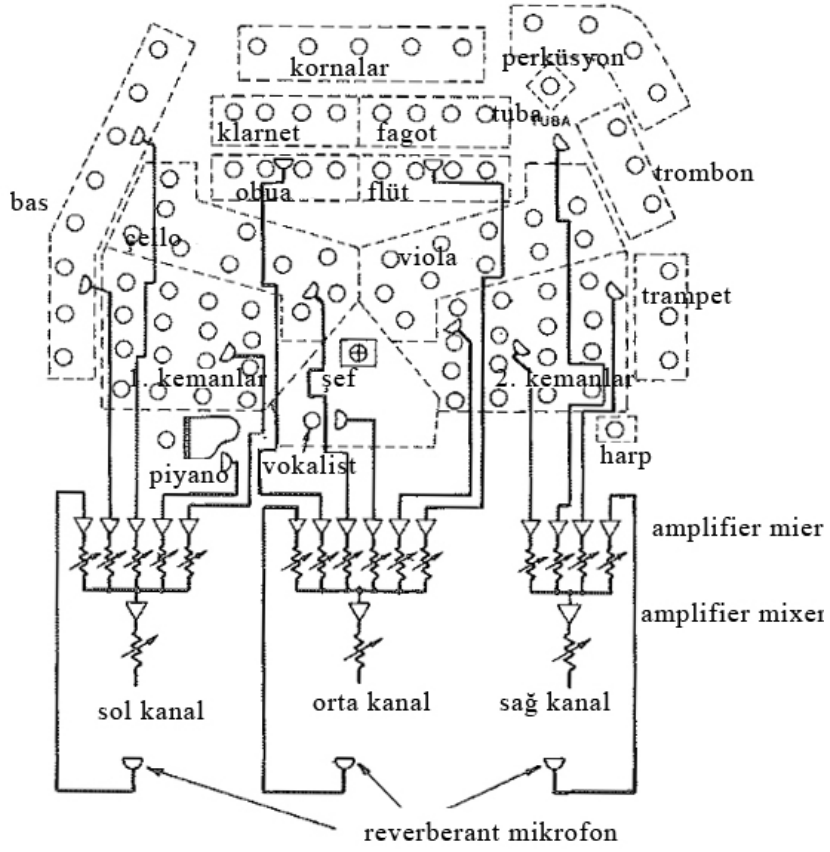 kornalar
perküsyon
klarnet
fagot
tuba
TUBA
obua
flüt
trombon
bas
cello
viola
trampet
1. kemanlar
sef
2. kemanlar
piyano
vokalist
harp
amplifier mier
amplifier mixer
sol kanal
orta kanal
sağ kanal
reverberant mikrofon